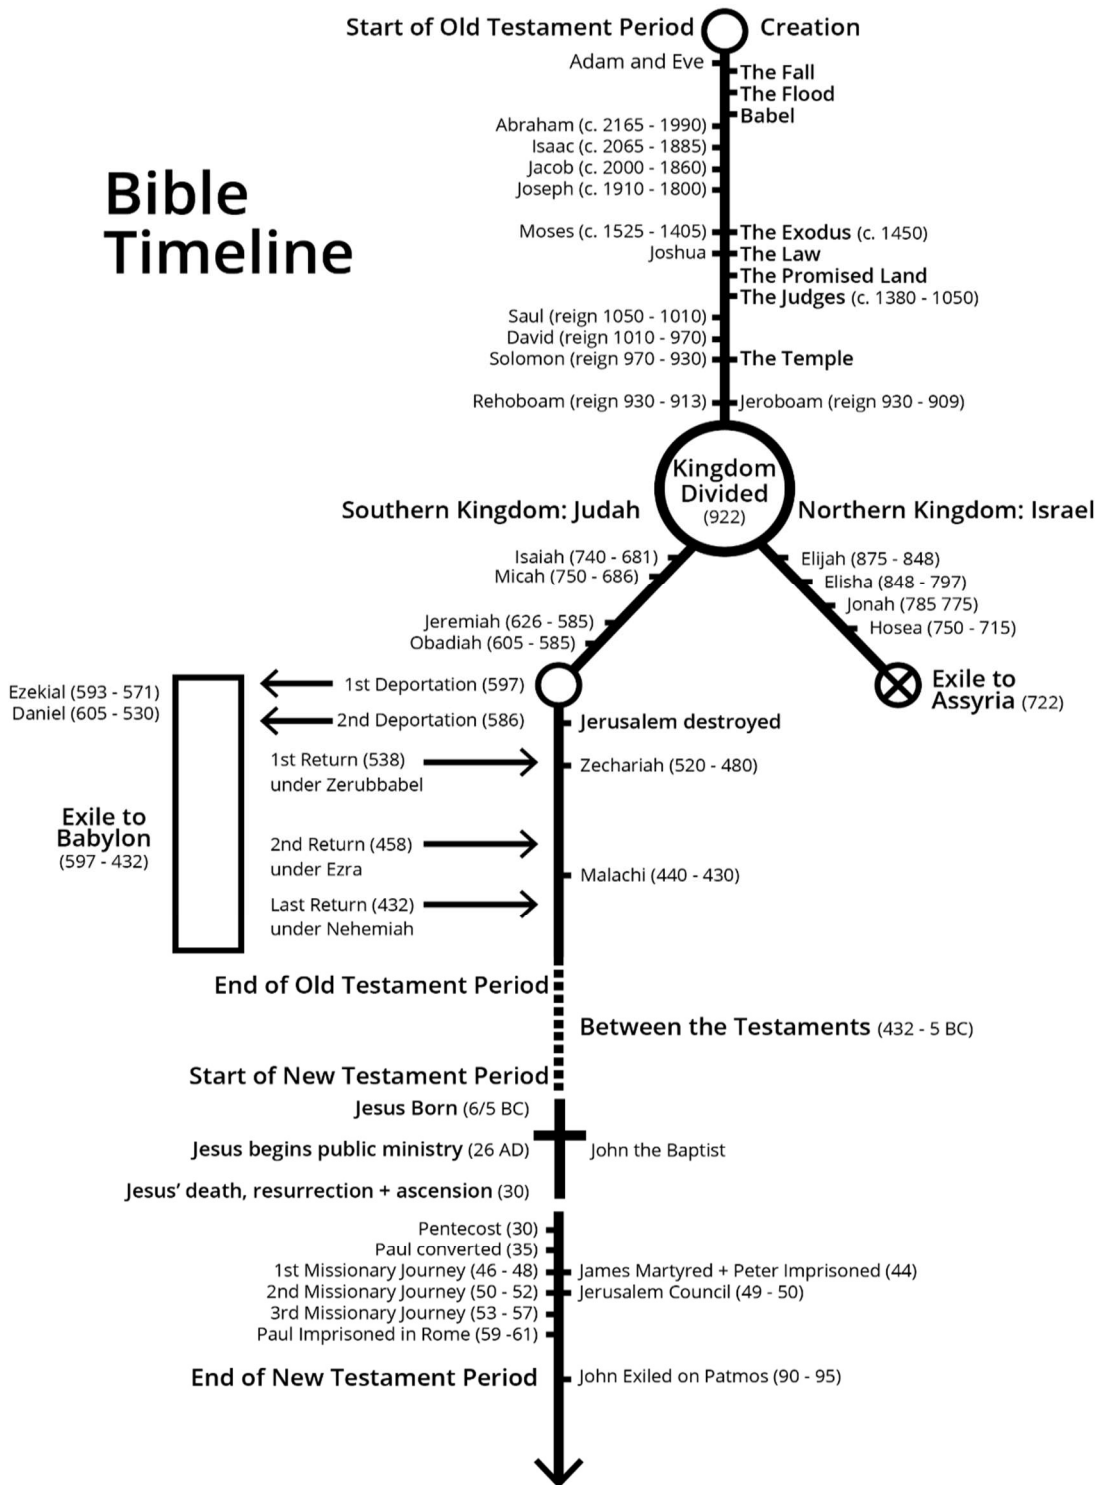 Start of Old Testament Period
Creation
Adam and Eve
The Fall
The Flood
Babel
Abraham (c. 2165 - 1990)
Isaac (c. 2065 - 1885)
Jacob (c. 2000 - 1860)
Joseph (c. 1910 - 1800)
Bible
Timeline
Moses (c. 1525 - 1405)
The Exodus (c. 1450)
Joshua
The Law
The Promised Land
The Judges (c. 1380 - 1050)
Saul (reign 1050 - 1010)
David (reign 1010 - 970)
Solomon (reign 970 - 930)
The Temple
Rehoboam (reign 930 - 913)
Jeroboam (reign 930 - 909)
Kingdom
Divided
(922)
Southern Kingdom: Judah
Northern Kingdom: Israel
Isaiah (740 - 681)
Micah (750 - 686)
Jeremiah (626 - 585)
Obadiah (605 - 585)
Elijah (875 - 848)
Elisha (848 - 797)
Jonah (785 775)
Hosea (750 - 715)
Exile to
Assyria (722)
Ezekial (593 - 571)
Daniel (605 - 530)
1st Deportation (597)
2nd Deportation (586)
Jerusalem destroyed
1st Return (538)
under Zerubbabel
Zechariah (520 - 480)
Exile to
Babylon
(597 - 432)
2nd Return (458)
under Ezra
Malachi (440 - 430)
Last Return (432)
under Nehemiah
End of Old Testament Period
Between the Testaments (432 - 5 BC)
Start of New Testament Period
Jesus Born (6/5 BC)
Jesus begins public ministry (26 AD)
John the Baptist
Jesus’ death, resurrection + ascension (30)
Pentecost (30)
Paul converted (35)
1st Missionary Journey (46 - 48)
James Martyred + Peter Imprisoned (44)
2nd Missionary Journey (50 - 52)
Jerusalem Council (49 - 50)
3rd Missionary Journey (53 - 57)
Paul Imprisoned in Rome (59 -61)
End of New Testament Period
John Exiled on Patmos (90 - 95)